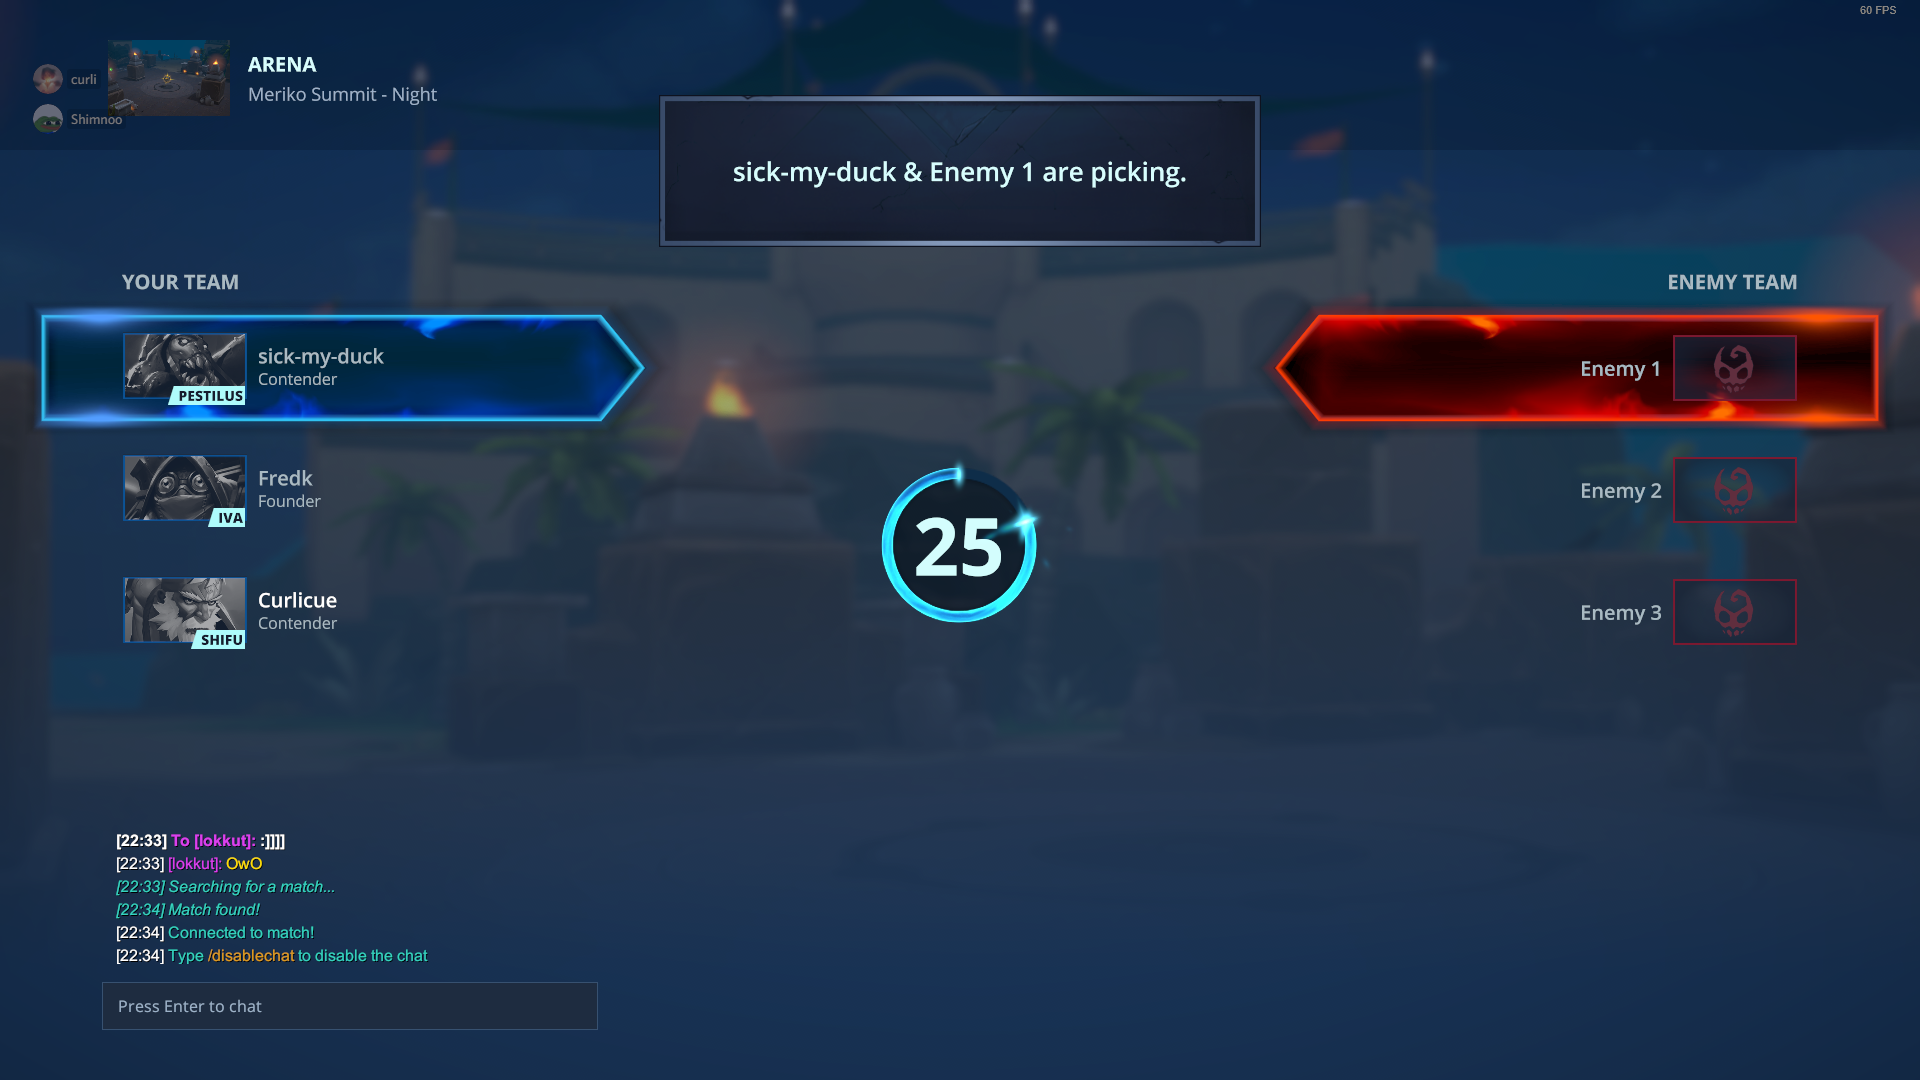 60 FPS
curli
Shimnoo
ARENA
Meriko Summit - Night
sick-my-duck & Enemy 1 are picking.
YOUR TEAM
ENEMY TEAM
sick-my-duck
Contender
PESTILUS
Enemy 1
Fredk
Founder
IVA
Enemy 2
25
Curlicue
Contender
SHIFU
Enemy 3
[22:33] To [lokkut]: :]]]]
[22:33] [lokkut]: OwO
[22:33] Searching for a match...
[22:34] Match found!
[22:34] Connected to match!
[22:34] Type /disablechat to disable the chat
Press Enter to chat